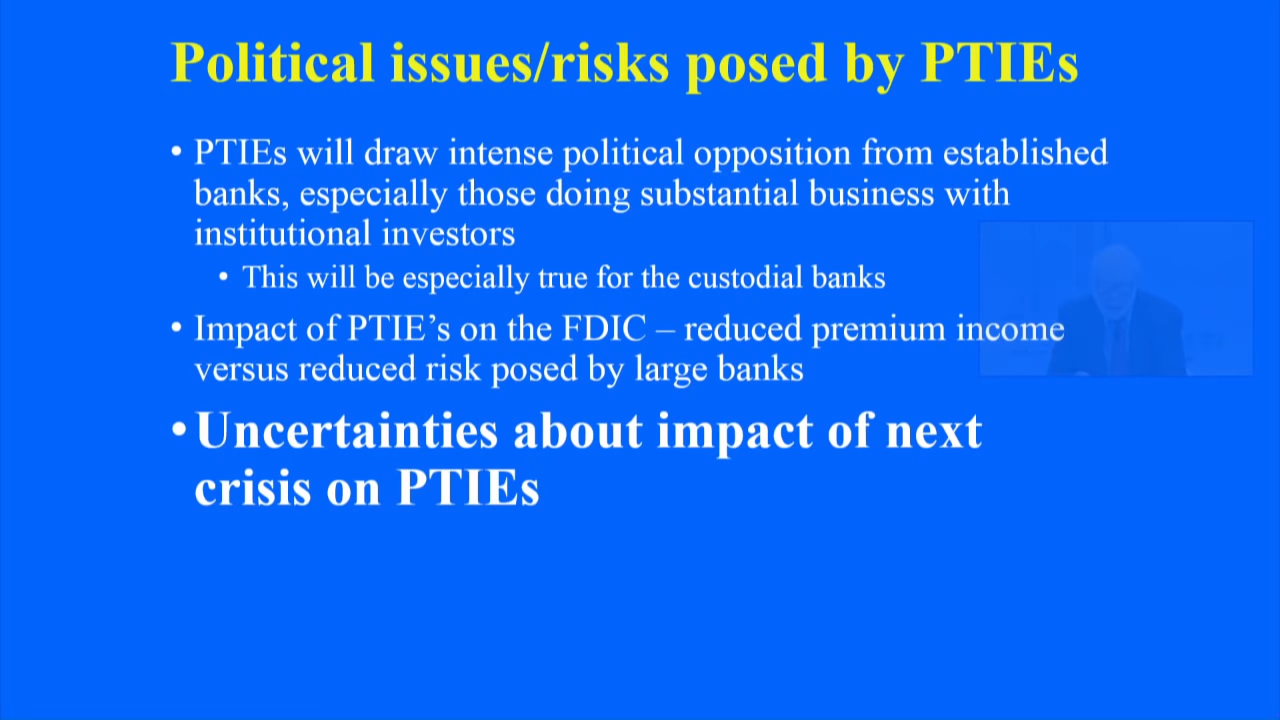 Political issues/risks posed by PTIEs
• PTIEs will draw intense political opposition from established
banks, especially those doing substantial business with
institutional investors
• This will be especially true for the custodial banks
• Impact of PTIE’s on the FDIC – reduced premium income
versus reduced risk posed by large banks
• Uncertainties about impact of next
crisis on PTIEs